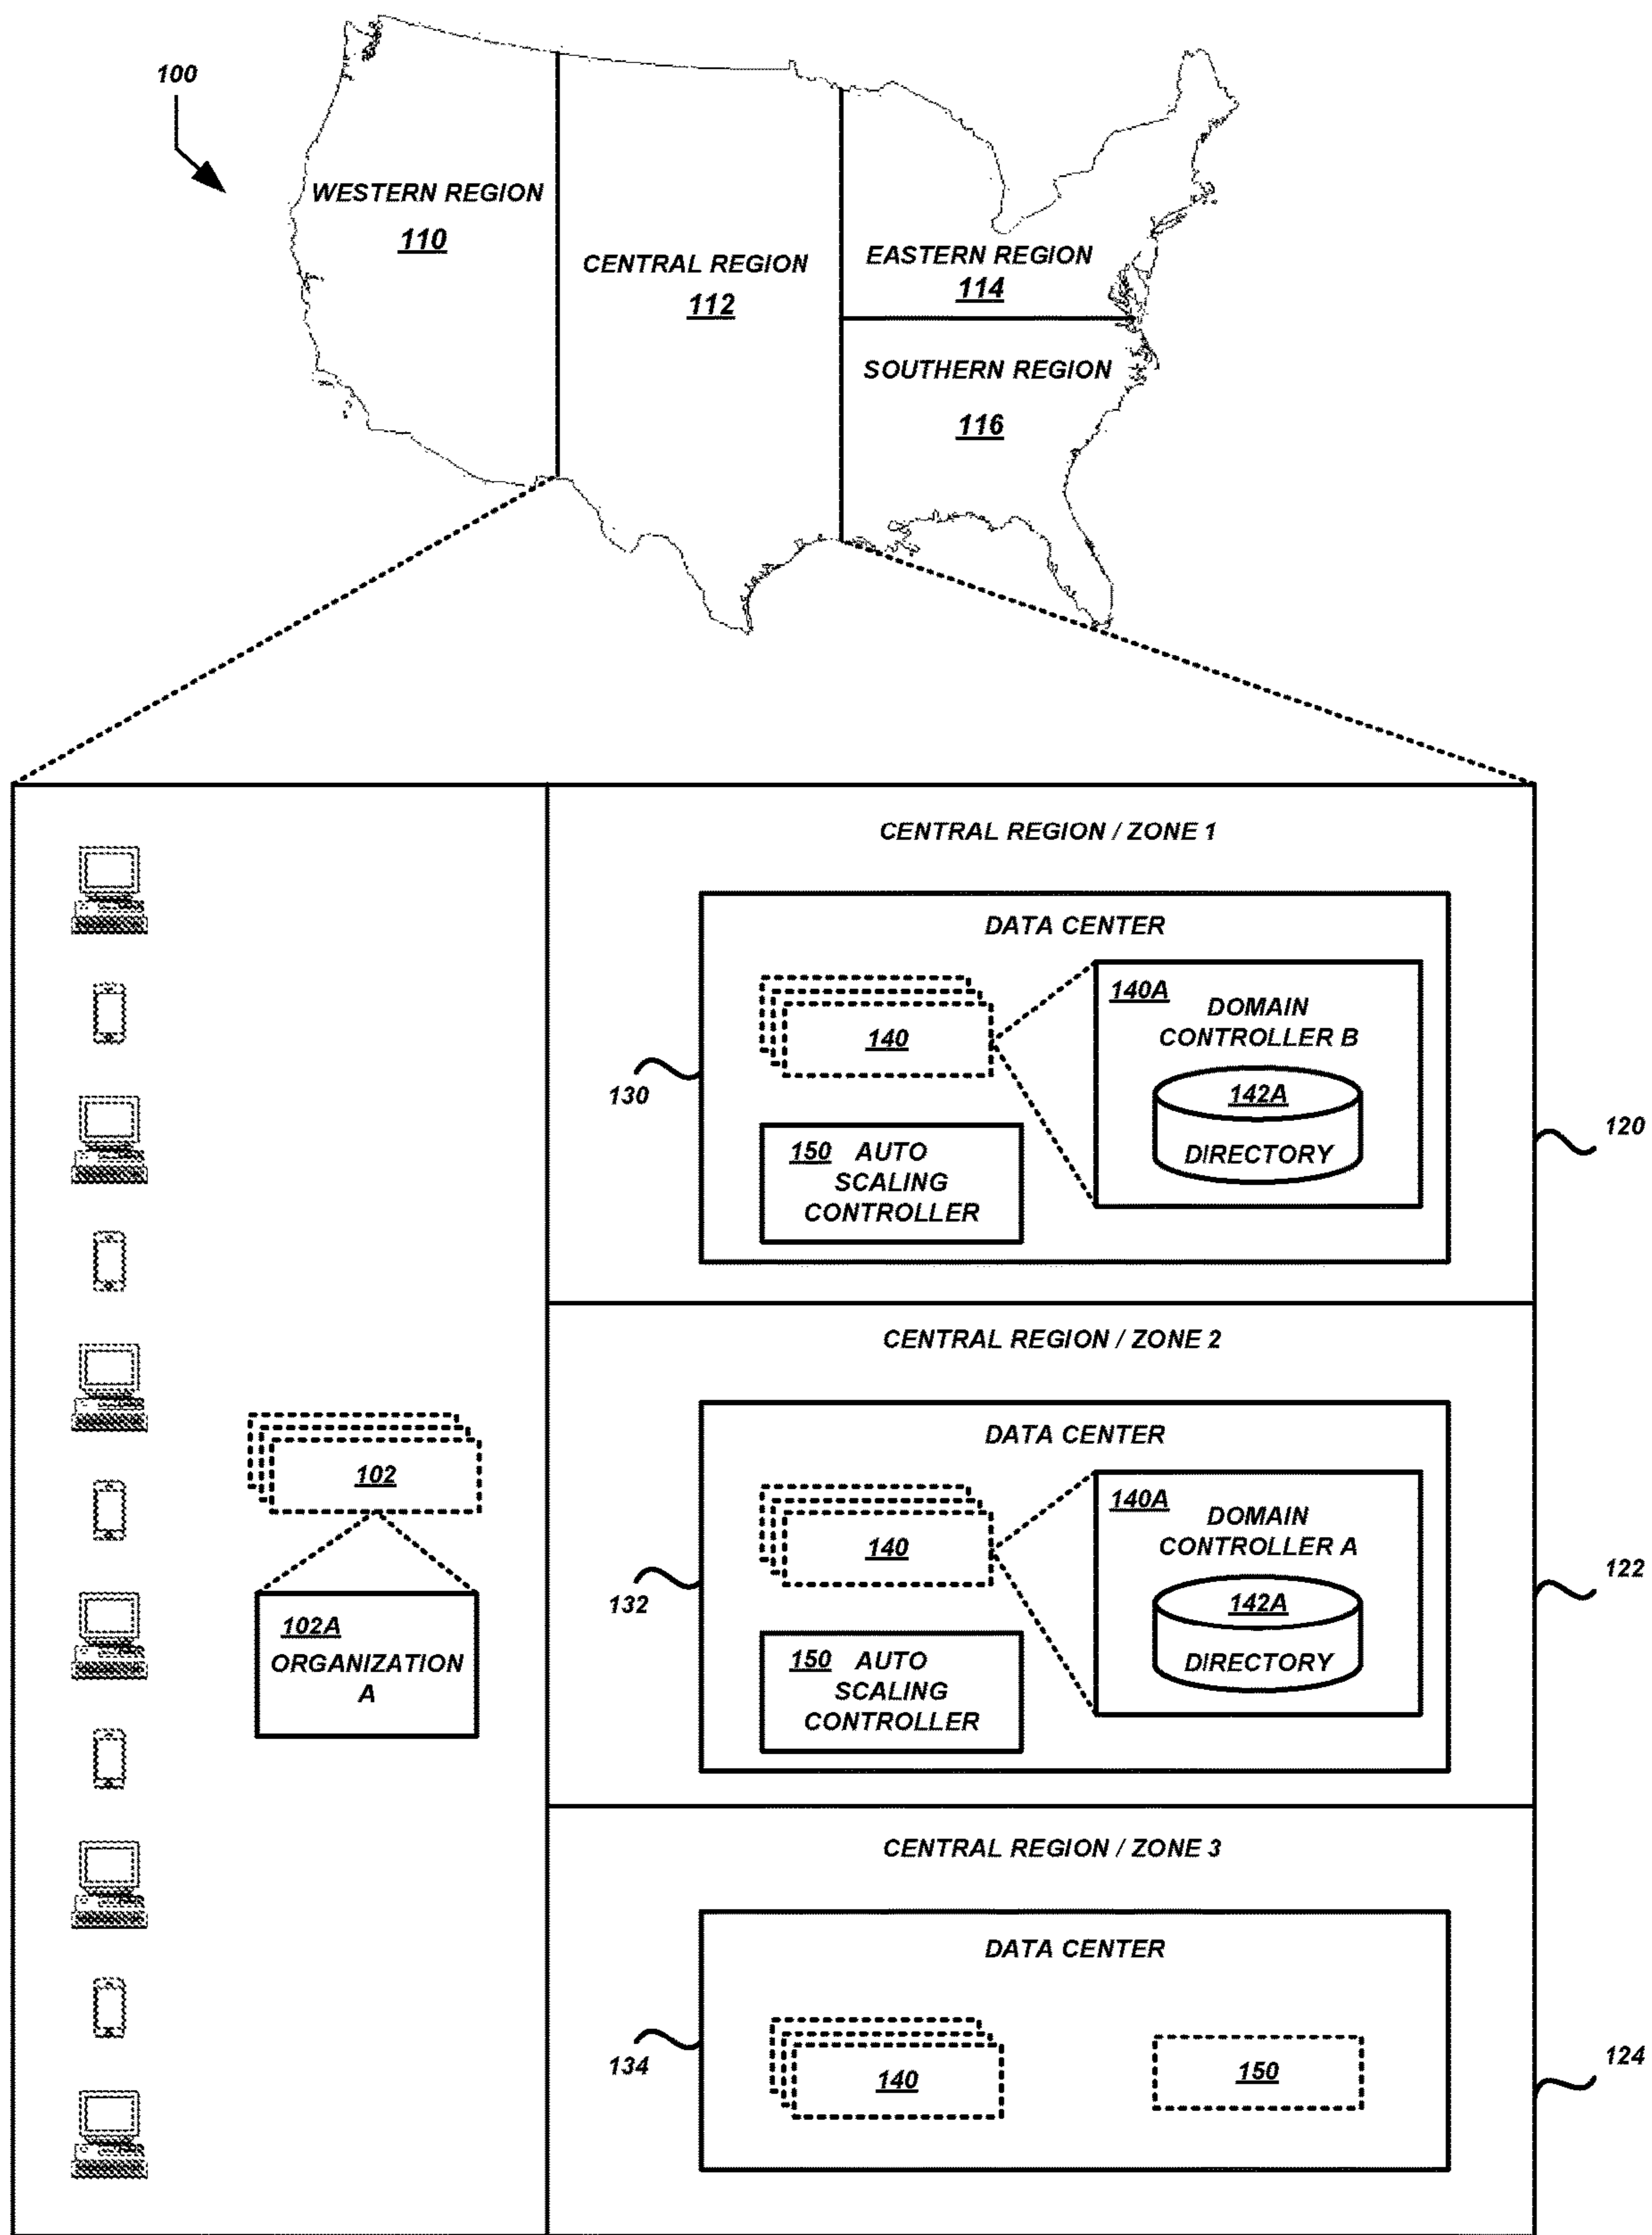 100
WESTERN REGION
110
CENTRAL REGION
112
EASTERN REGION
114
SOUTHERN REGION
116
CENTRAL REGION / ZONE 1
DATA CENTER
140
140A
DOMAIN
CONTROLLER B
142A
DIRECTORY
150 AUTO
SCALING
CONTROLLER
130
120
CENTRAL REGION / ZONE 2
DATA CENTER
140
140A
DOMAIN
CONTROLLER A
142A
DIRECTORY
150 AUTO
SCALING
CONTROLLER
132
122
102
102A
ORGANIZATION
A
CENTRAL REGION / ZONE 3
DATA CENTER
140
150
134
124